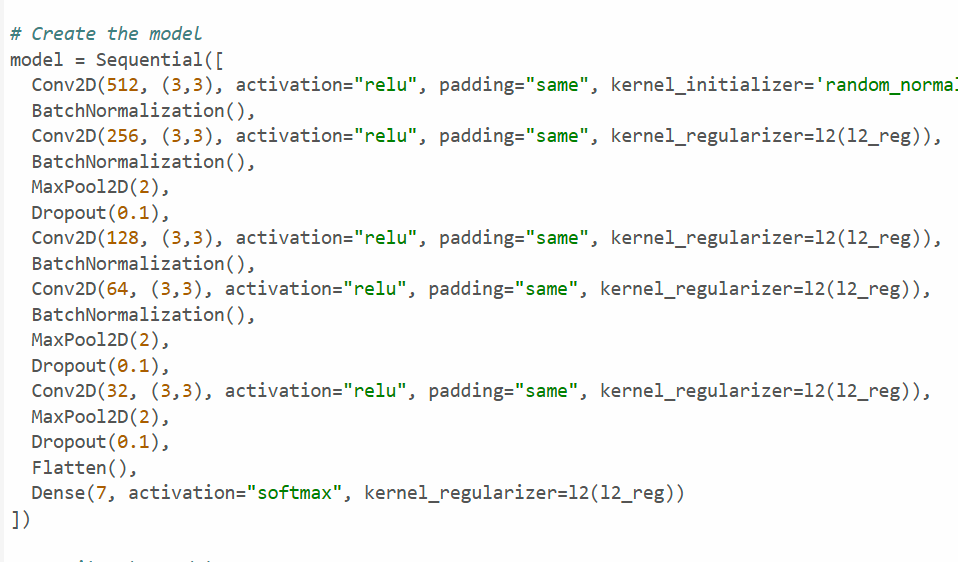 # Create the model
model = Sequential([
  Conv2D(512, (3,3), activation="relu", padding="same", kernel_initializer='random_normal
  BatchNormalization(),
  Conv2D(256, (3,3), activation="relu", padding="same", kernel_regularizer=l2(l2_reg)),
  BatchNormalization(),
  MaxPool2D(2),
  Dropout(0.1),
  Conv2D(128, (3,3), activation="relu", padding="same", kernel_regularizer=l2(l2_reg)),
  BatchNormalization(),
  Conv2D(64, (3,3), activation="relu", padding="same", kernel_regularizer=l2(l2_reg)),
  BatchNormalization(),
  MaxPool2D(2),
  Dropout(0.1),
  Conv2D(32, (3,3), activation="relu", padding="same", kernel_regularizer=l2(l2_reg)),
  MaxPool2D(2),
  Dropout(0.1),
  Flatten(),
  Dense(7, activation="softmax", kernel_regularizer=l2(l2_reg))
])